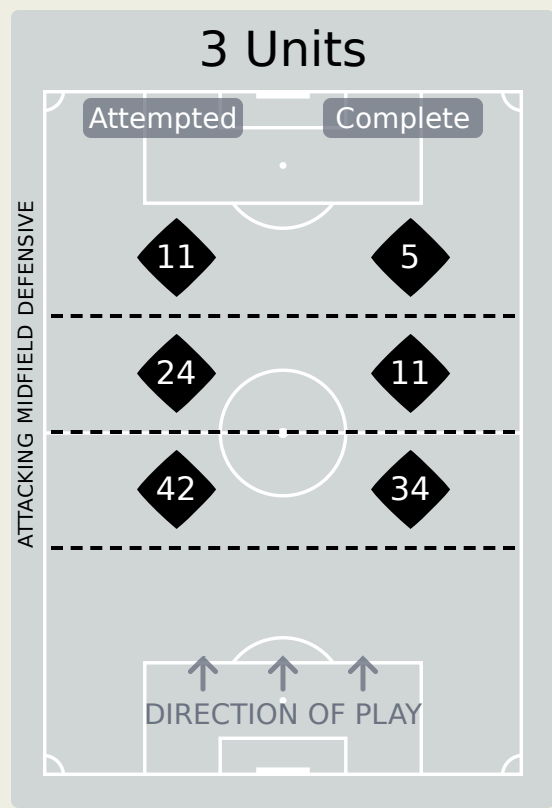 3 Units
Attempted Complete
ATTACKING MIDFIELD DEFENSIVE
11 5
24 11
42 34
DIRECTION OF PLAY